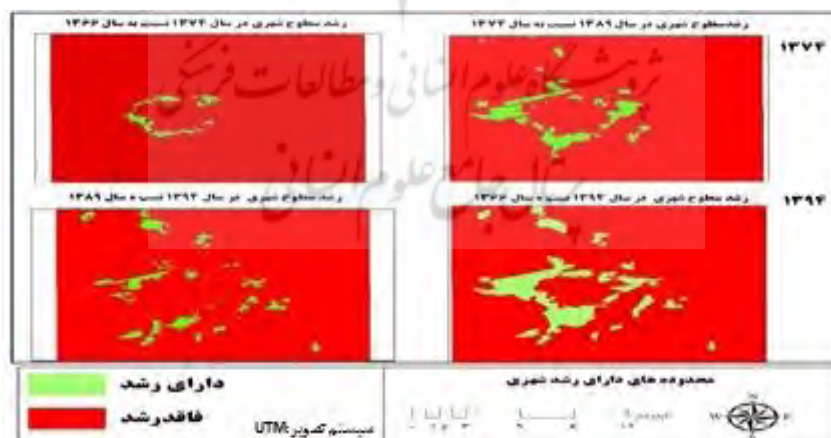 رشد سطوح شهری در سال ۱۳۸۹ نسبت به سال ۱۳۷۴
رشد سطوح شهری در سال ۱۳۷۴ نسبت به سال ۱۳۶۶
۱۳۷۴
پژوهشگاه علوم انسانی و مطالعات فرهنگی
پرتال جامع علوم انسانی
رشد سطوح شهری در سال ۱۳۹۴ نسبت به سال ۱۳۶۶
رشد سطوح شهری در سال ۱۳۹۴ نسبت به سال ۱۳۸۹
۱۳۹۴
محدوده های دارای رشد شهری
دارای رشد
فاقد رشد
سیستم تصویر:UTM
N
W E